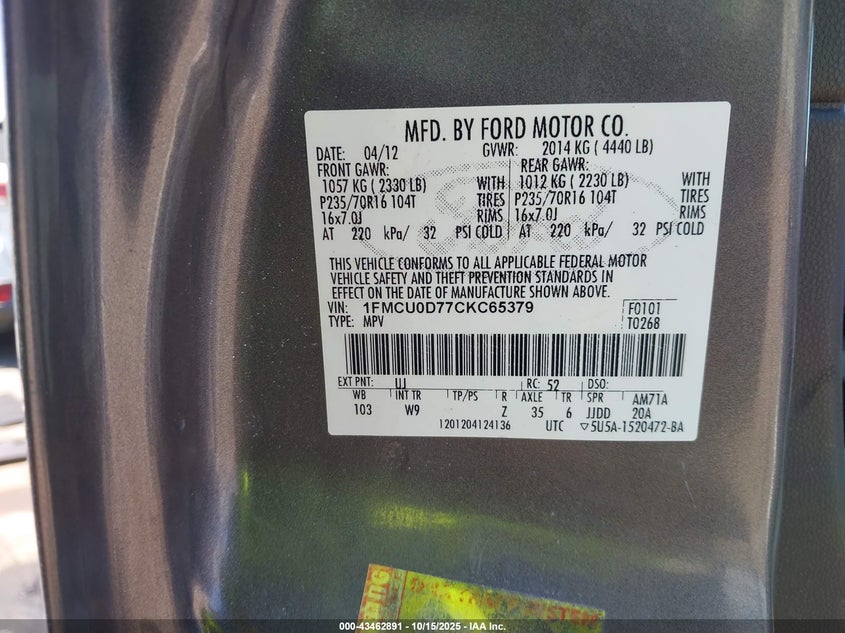 MFD. BY FORD MOTOR CO.
DATE: 04/12 GVWR: 2014 KG ( 4440 LB)
FRONT GAWR: REAR GAWR:
1057 KG ( 2330 LB) WITH 1012 KG ( 2230 LB) WITH
P235/70R16 104T TIRES P235/70R16 104T TIRES
16x7.0J RIMS 16x7.0J RIMS
AT 220 kPa/ 32 PSI COLD AT 220 kPa/ 32 PSI COLD
THIS VEHICLE CONFORMS TO ALL APPLICABLE FEDERAL MOTOR
VEHICLE SAFETY AND THEFT PREVENTION STANDARDS IN
EFFECT ON THE DATE OF MANUFACTURE SHOWN ABOVE.
VIN: 1FMCU0D77CKC65379 F0101
TYPE: MPV T0268
EXT PNT: UJ RC: 52 DSO:
WB INT TR TP/PS R AXLE TR SPR AM71A
103 W9 Z 35 6 JJDD 20A
1201204124136 UTC ▽5U5A-1520472-BA
000-43462891 - 10/15/2025 - IAA Inc.